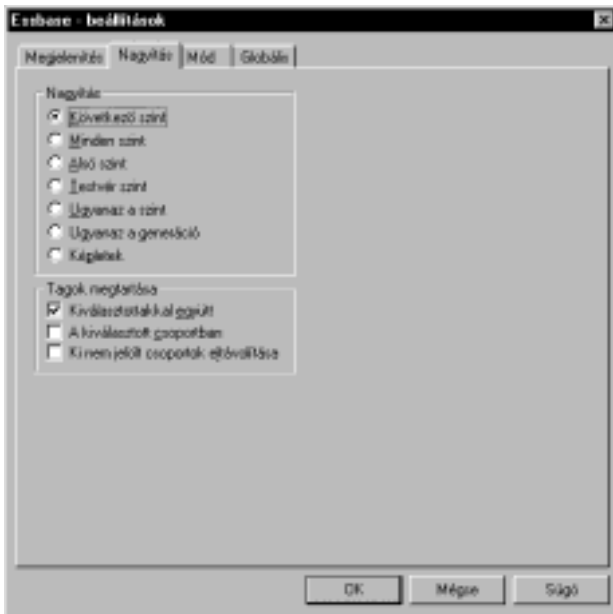 Essbase - beállítások
Megjelenítés Nagyítás Mód Globális
Nagyítás
Következő szint
Minden szint
Alsó szint
Testvér szint
Ugyanaz a szint
Ugyanaz a generáció
Képletek
Tagok megtartása
Kiválasztottakkal együtt
A kiválasztott csoportban
Ki nem jelölt csoportok eltávolítása
OK Mégse Súgó